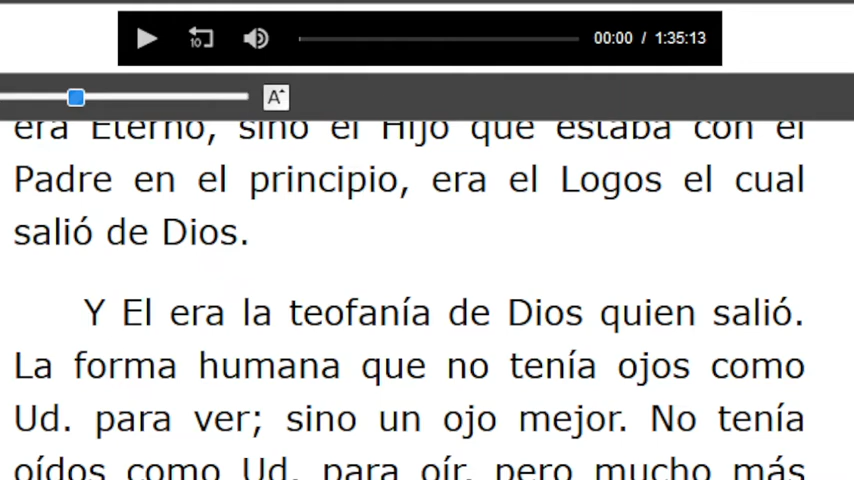 10
00:00 / 1:35:13
A
era Eterno, sino el Hijo que estaba con el
Padre en el principio, era el Logos el cual
salió de Dios.
Y El era la teofanía de Dios quien salió.
La forma humana que no tenía ojos como
Ud. para ver; sino un ojo mejor. No tenía
oídos como Ud. para oír, pero mucho más